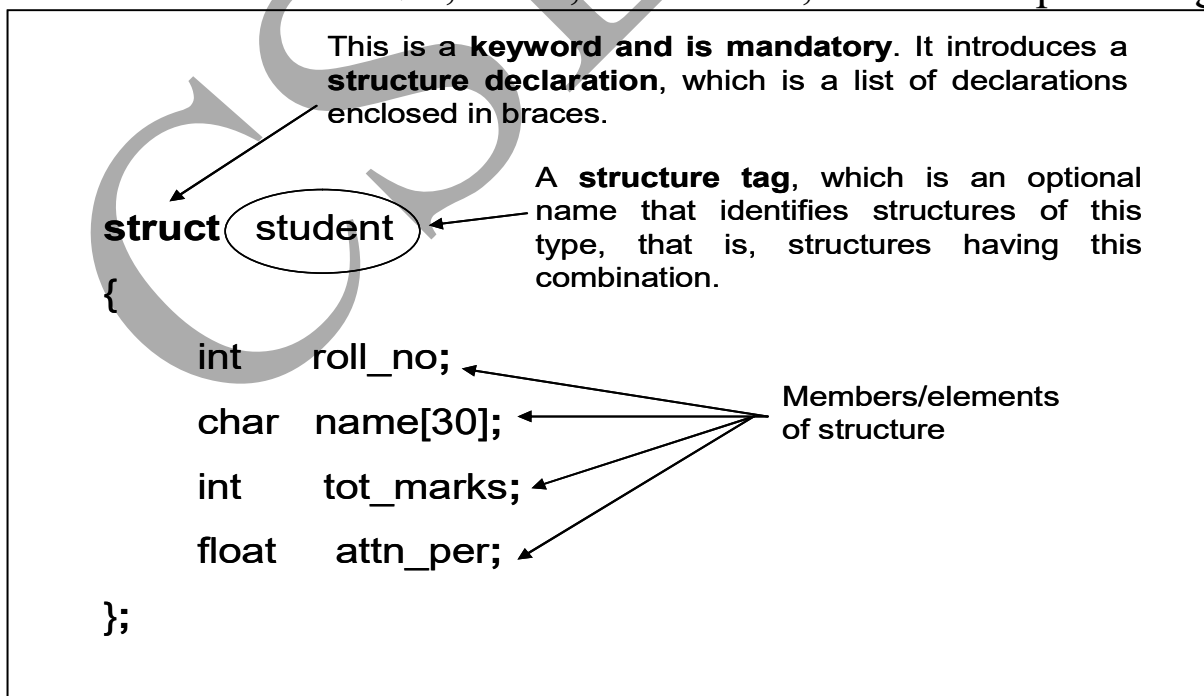 This is a keyword and is mandatory. It introduces a
structure declaration, which is a list of declarations
enclosed in braces.
A structure tag, which is an optional
name that identifies structures of this
type, that is, structures having this
combination.
struct student
{
int roll_no;
char name[30];
int tot_marks;
float attn_per;
};
Members/elements
of structure